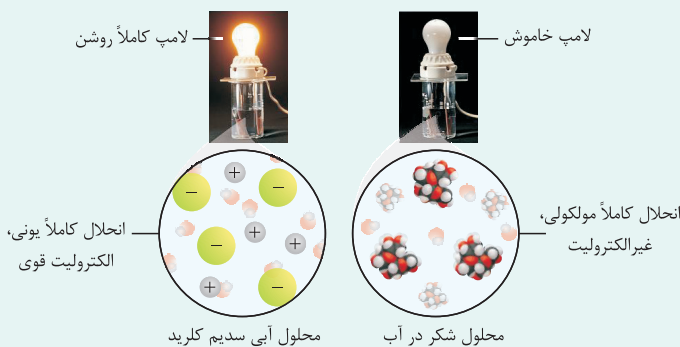 لامپ خاموش
لامپ کاملاً روشن
انحلال کاملاً مولکولی،
غیرالکترولیت
انحلال کاملاً یونی،
الکترولیت قوی
+
−
−
+
−
+
+
−
محلول شکر در آب
محلول آبی سدیم کلرید